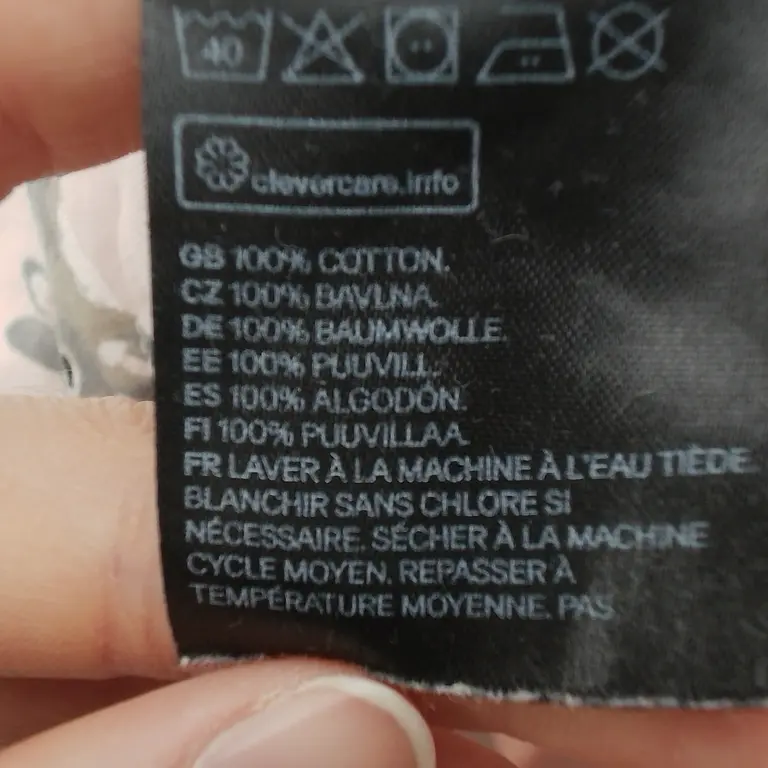 40
clevercare.info
GB 100% COTTON.
CZ 100% BAVLNA.
DE 100% BAUMWOLLE.
EE 100% PUUVILL.
ES 100% ALGODÓN.
FI 100% PUUVILLAA.
FR LAVER À LA MACHINE À L'EAU TIÈDE.
BLANCHIR SANS CHLORE SI
NÉCESSAIRE. SÉCHER À LA MACHINE
CYCLE MOYEN. REPASSER À
TEMPÉRATURE MOYENNE. PAS